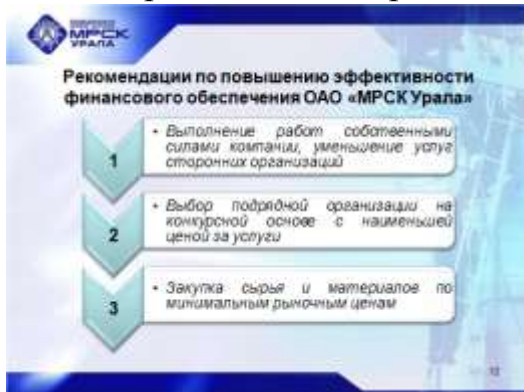 МРСК
УРАЛА
Рекомендации по повышению эффективности
финансового обеспечения ОАО «МРСК Урала»
1
• Выполнение работ собственными
силами компании, уменьшение услуг
сторонних организаций
2
• Выбор подрядной организации на
конкурсной основе с наименьшей
ценой за услуги
3
• Закупка сырья и материалов по
минимальным рыночным ценам